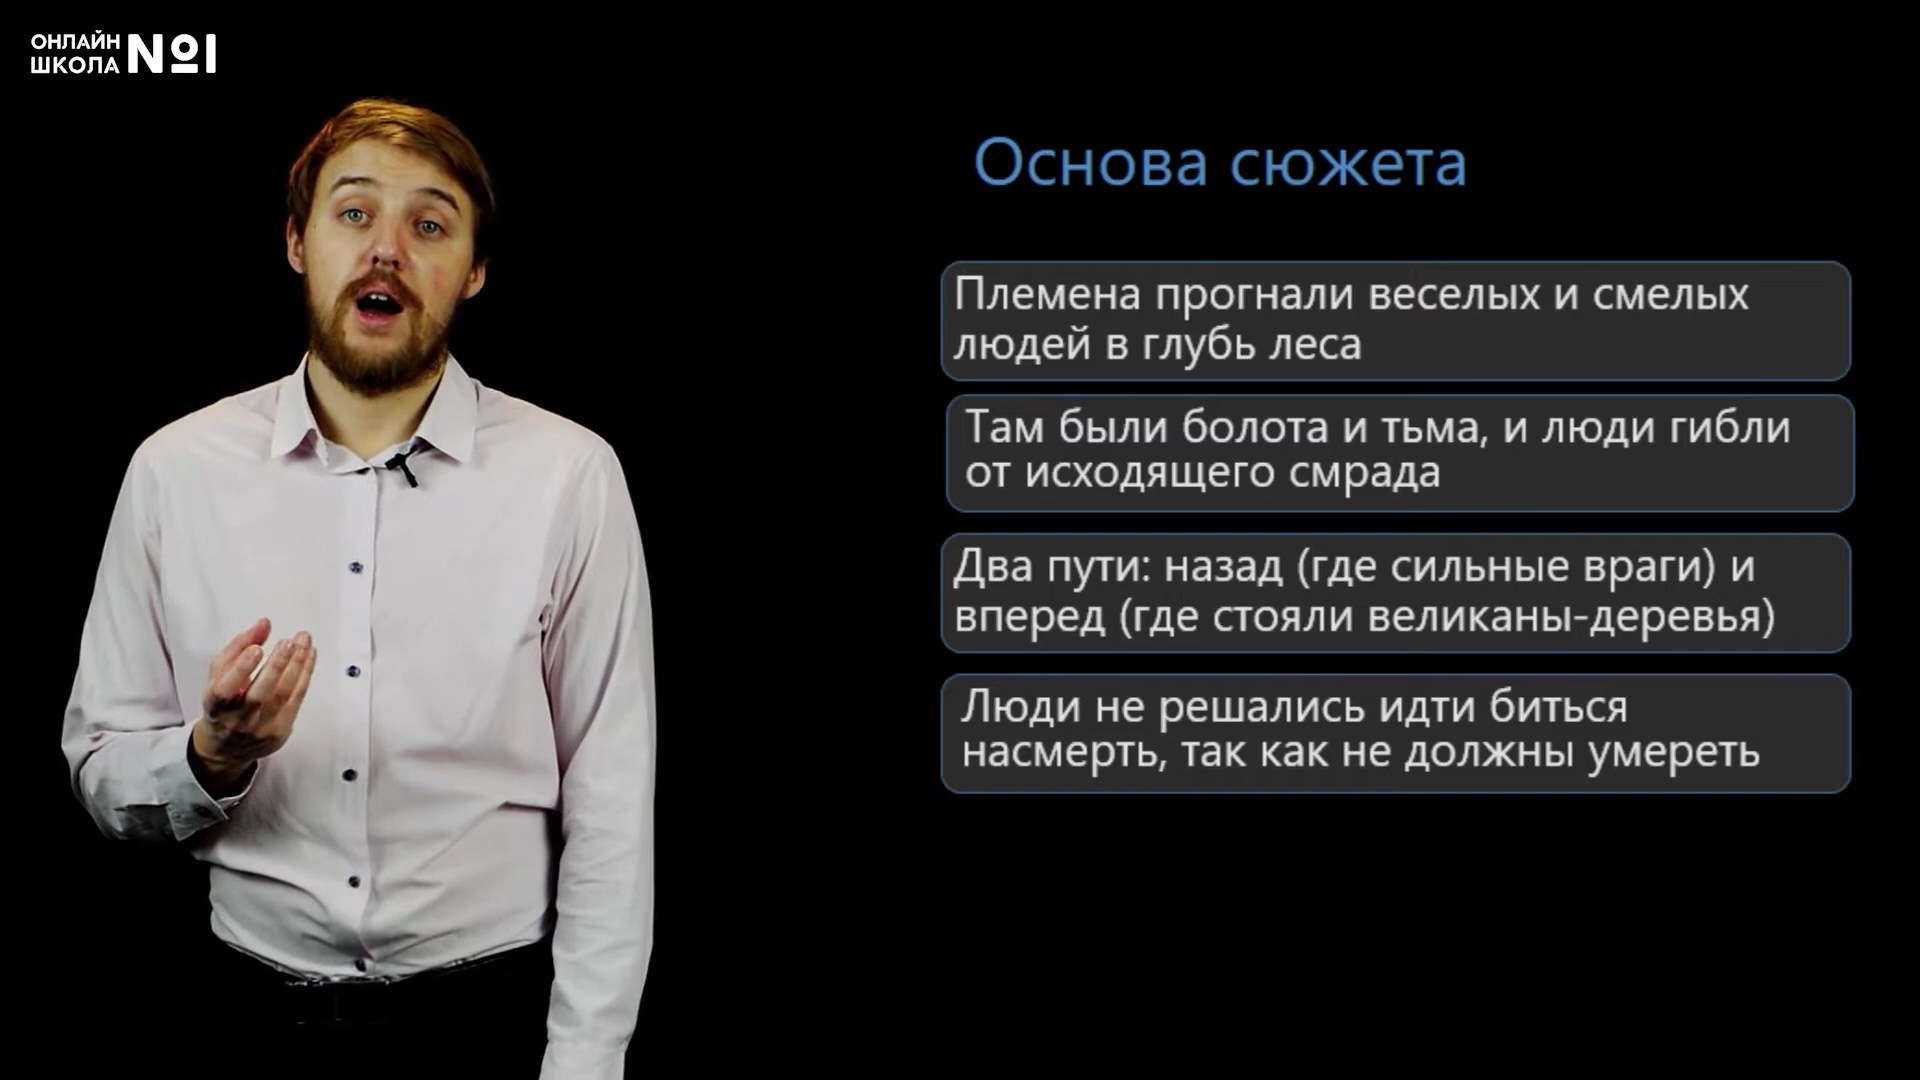 ОНЛАЙН
ШКОЛА №1
Основа сюжета
Племена прогнали веселых и смелых
людей в глубь леса
Там были болота и тьма, и люди гибли
от исходящего смрада
Два пути: назад (где сильные враги) и
вперед (где стояли великаны-деревья)
Люди не решались идти биться
насмерть, так как не должны умереть